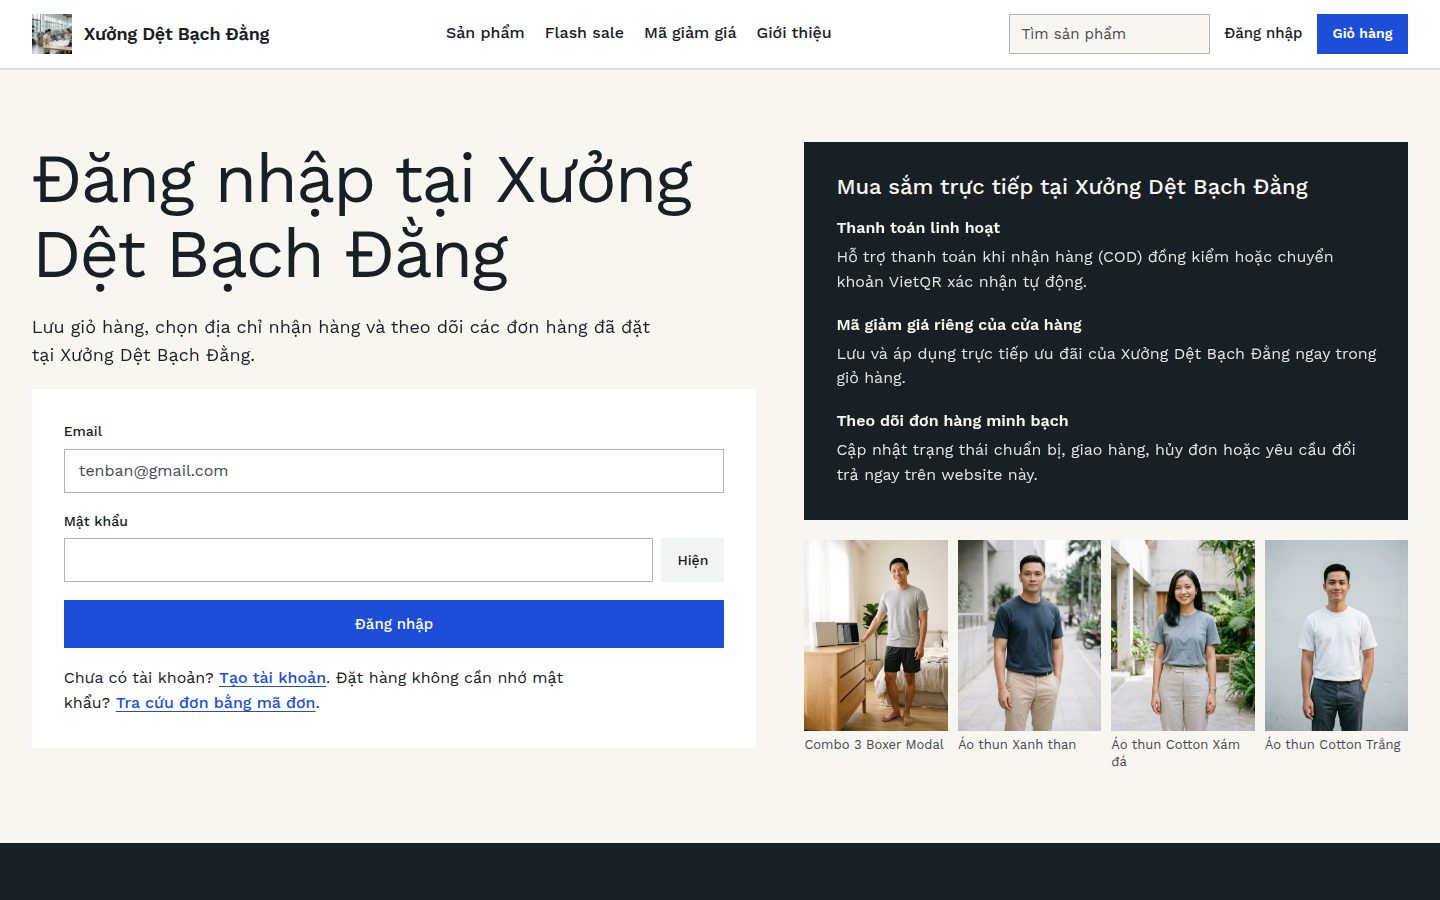 Xưởng Dệt Bạch Đằng
Sản phẩm
Flash sale
Mã giảm giá
Giới thiệu
Tìm sản phẩm
Đăng nhập
Giỏ hàng
Đăng nhập tại Xưởng
Dệt Bạch Đằng
Lưu giỏ hàng, chọn địa chỉ nhận hàng và theo dõi các đơn hàng đã đặt
tại Xưởng Dệt Bạch Đằng.
Email
tenban@gmail.com
Mật khẩu
Hiện
Đăng nhập
Chưa có tài khoản? Tạo tài khoản. Đặt hàng không cần nhớ mật
khẩu? Tra cứu đơn bằng mã đơn.
Mua sắm trực tiếp tại Xưởng Dệt Bạch Đằng
Thanh toán linh hoạt
Hỗ trợ thanh toán khi nhận hàng (COD) đồng kiểm hoặc chuyển
khoản VietQR xác nhận tự động.
Mã giảm giá riêng của cửa hàng
Lưu và áp dụng trực tiếp ưu đãi của Xưởng Dệt Bạch Đằng ngay trong
giỏ hàng.
Theo dõi đơn hàng minh bạch
Cập nhật trạng thái chuẩn bị, giao hàng, hủy đơn hoặc yêu cầu đổi
trả ngay trên website này.
Combo 3 Boxer Modal
Áo thun Xanh than
Áo thun Cotton Xám
đá
Áo thun Cotton Trắng